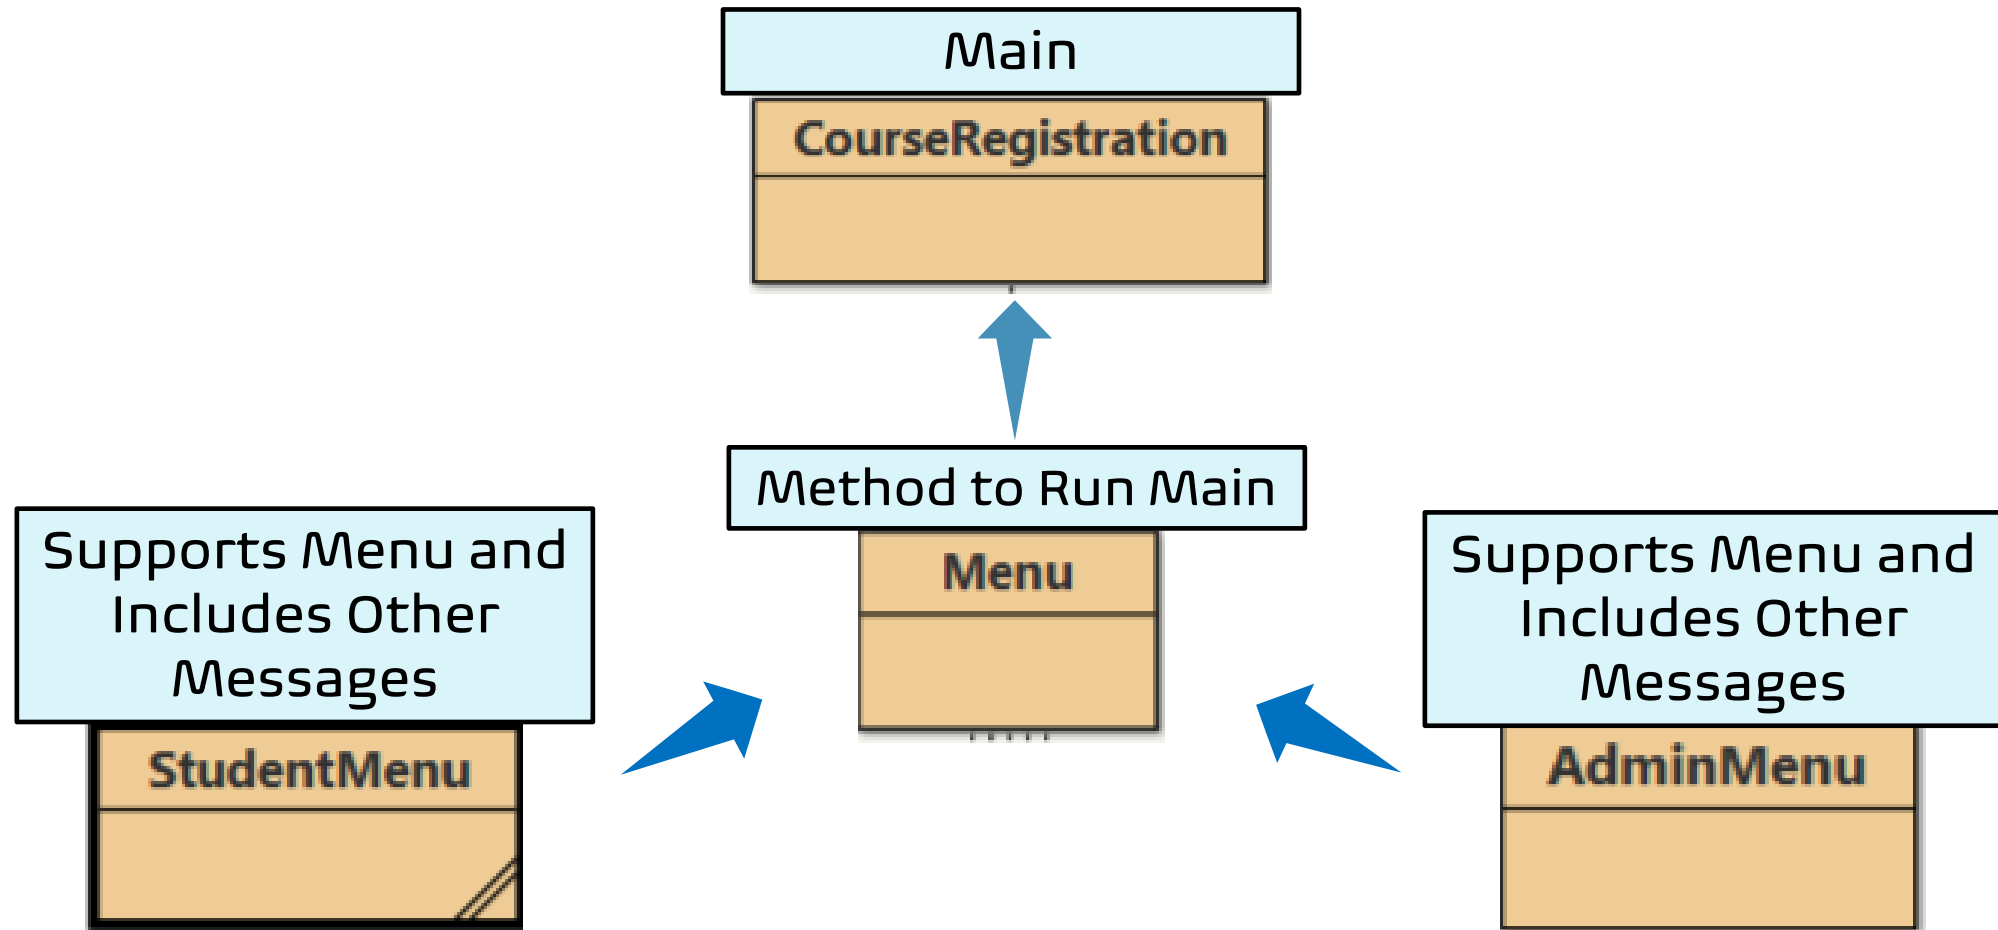 Main
CourseRegistration
Method to Run Main
Menu
Supports Menu and
Includes Other
Messages
StudentMenu
Supports Menu and
Includes Other
Messages
AdminMenu